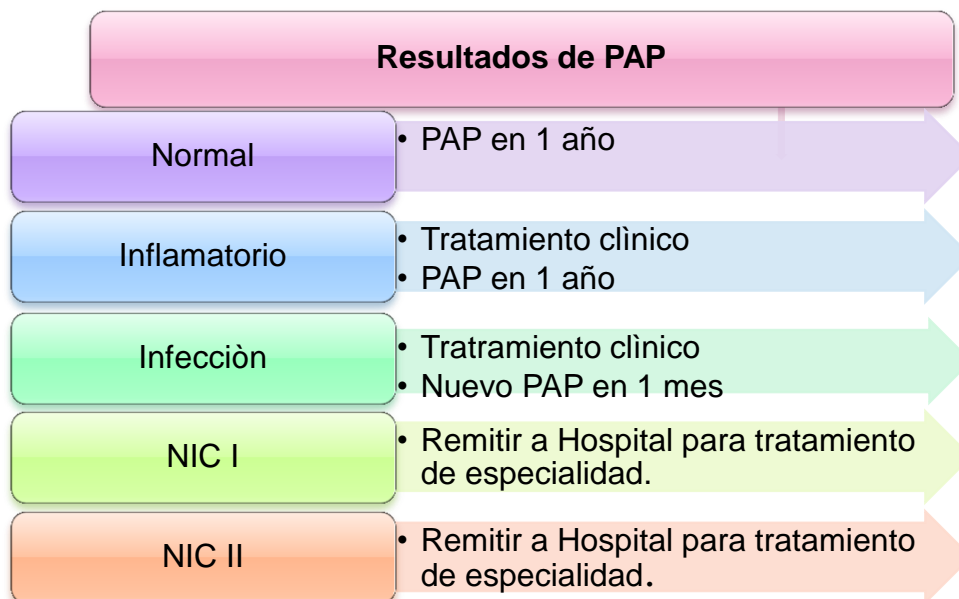 Resultados de PAP
Normal
• PAP en 1 año
Inflamatorio
• Tratamiento clìnico
• PAP en 1 año
Infecciòn
• Tratramiento clìnico
• Nuevo PAP en 1 mes
NIC I
• Remitir a Hospital para tratamiento
de especialidad.
NIC II
• Remitir a Hospital para tratamiento
de especialidad.